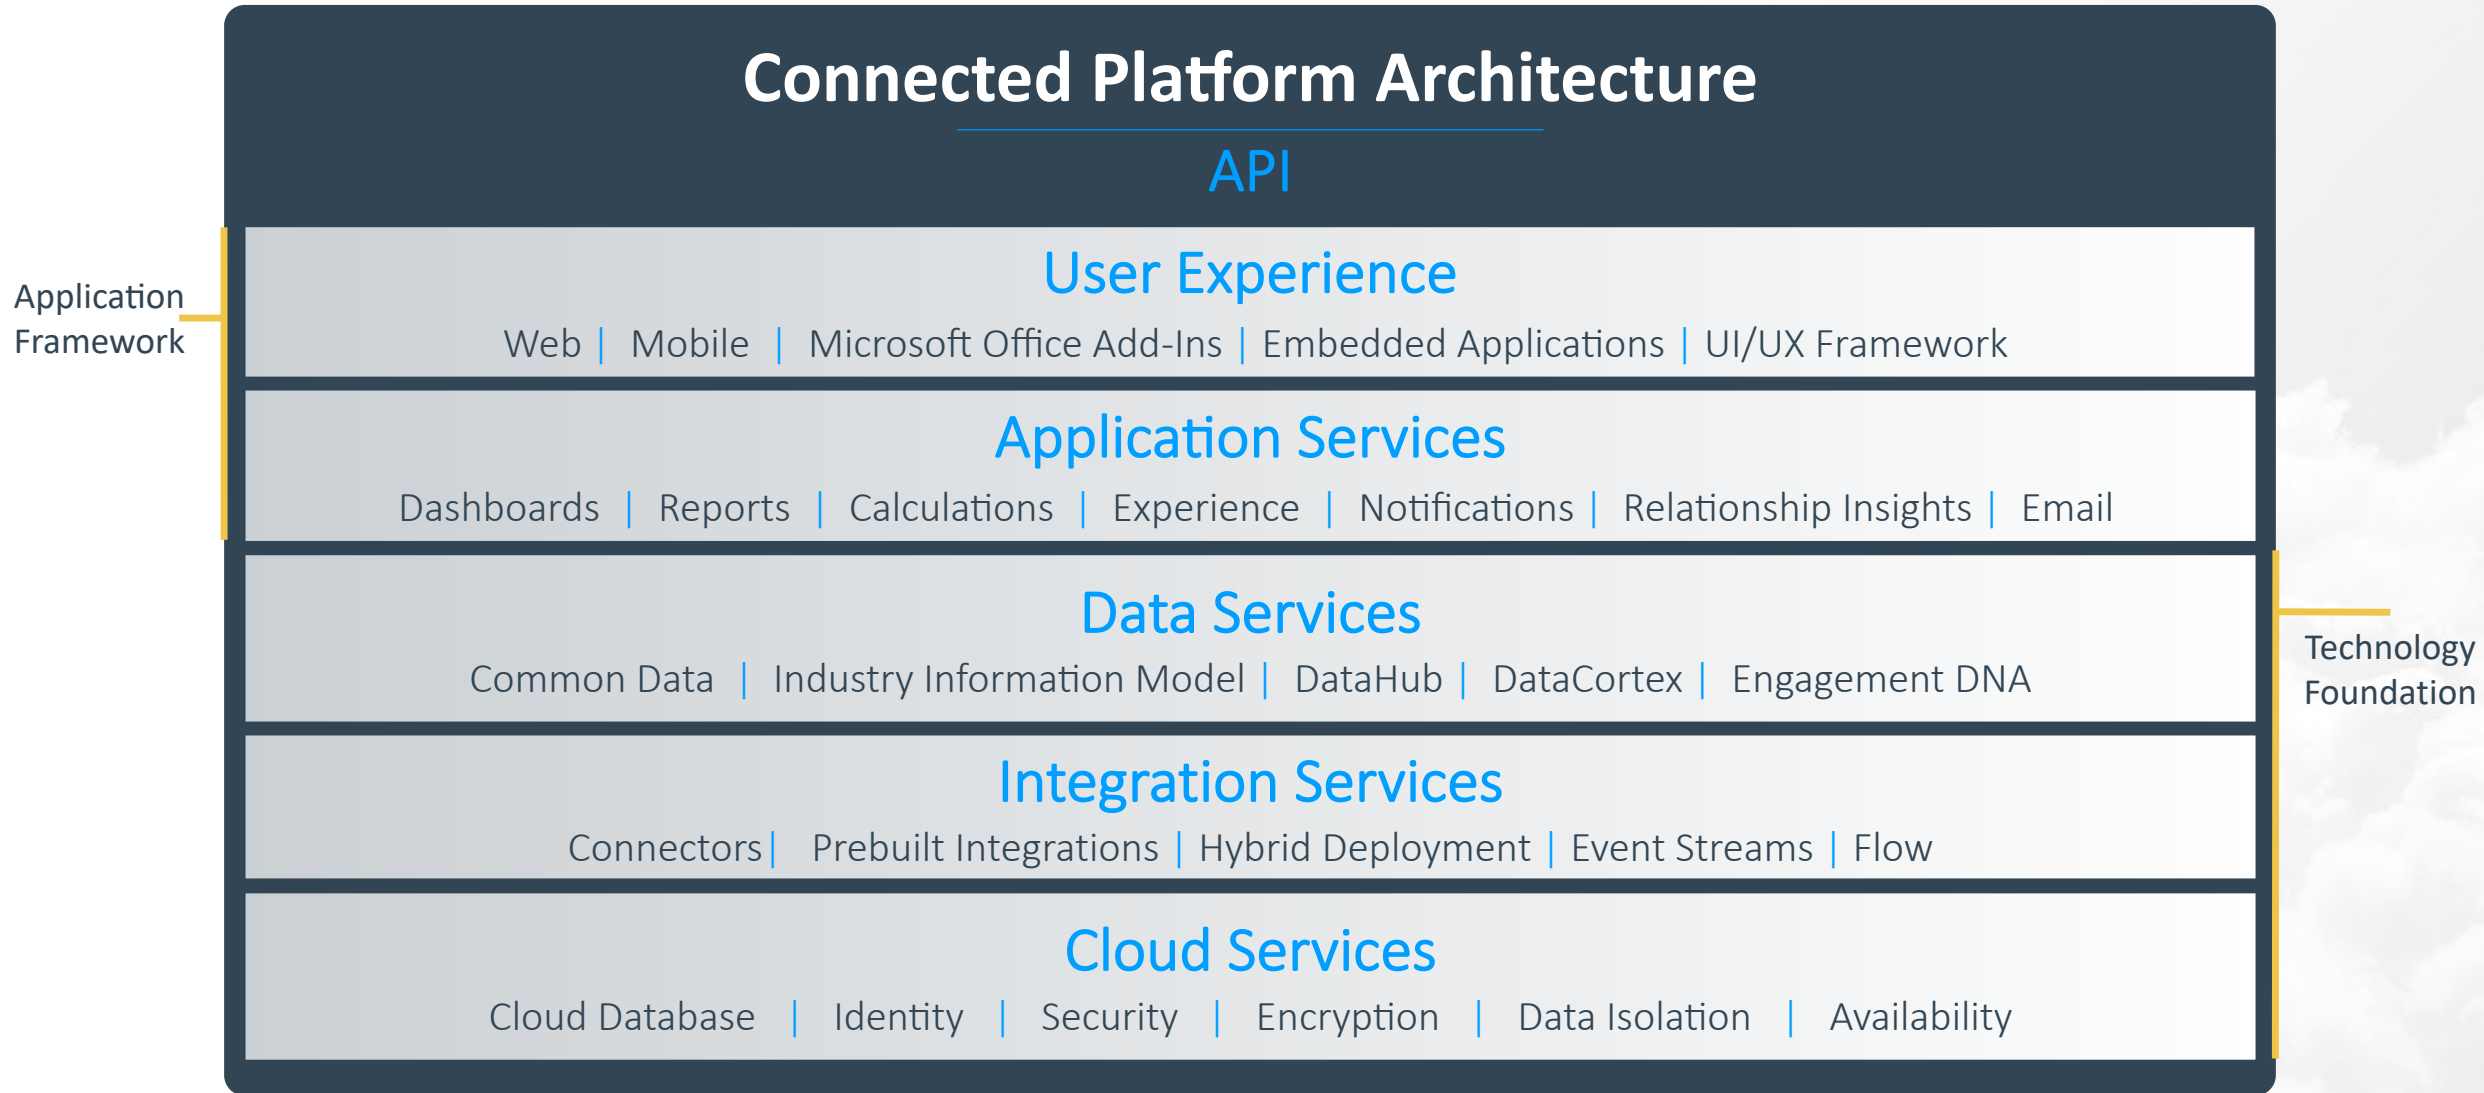 Connected Platform Architecture
API
Application
Framework
User Experience
Web | Mobile | Microsoft Office Add-Ins | Embedded Applications | UI/UX Framework
Application Services
Dashboards | Reports | Calculations | Experience | Notifications | Relationship Insights | Email
Data Services
Common Data | Industry Information Model | DataHub | DataCortex | Engagement DNA
Technology
Foundation
Integration Services
Connectors | Prebuilt Integrations | Hybrid Deployment | Event Streams | Flow
Cloud Services
Cloud Database | Identity | Security | Encryption | Data Isolation | Availability